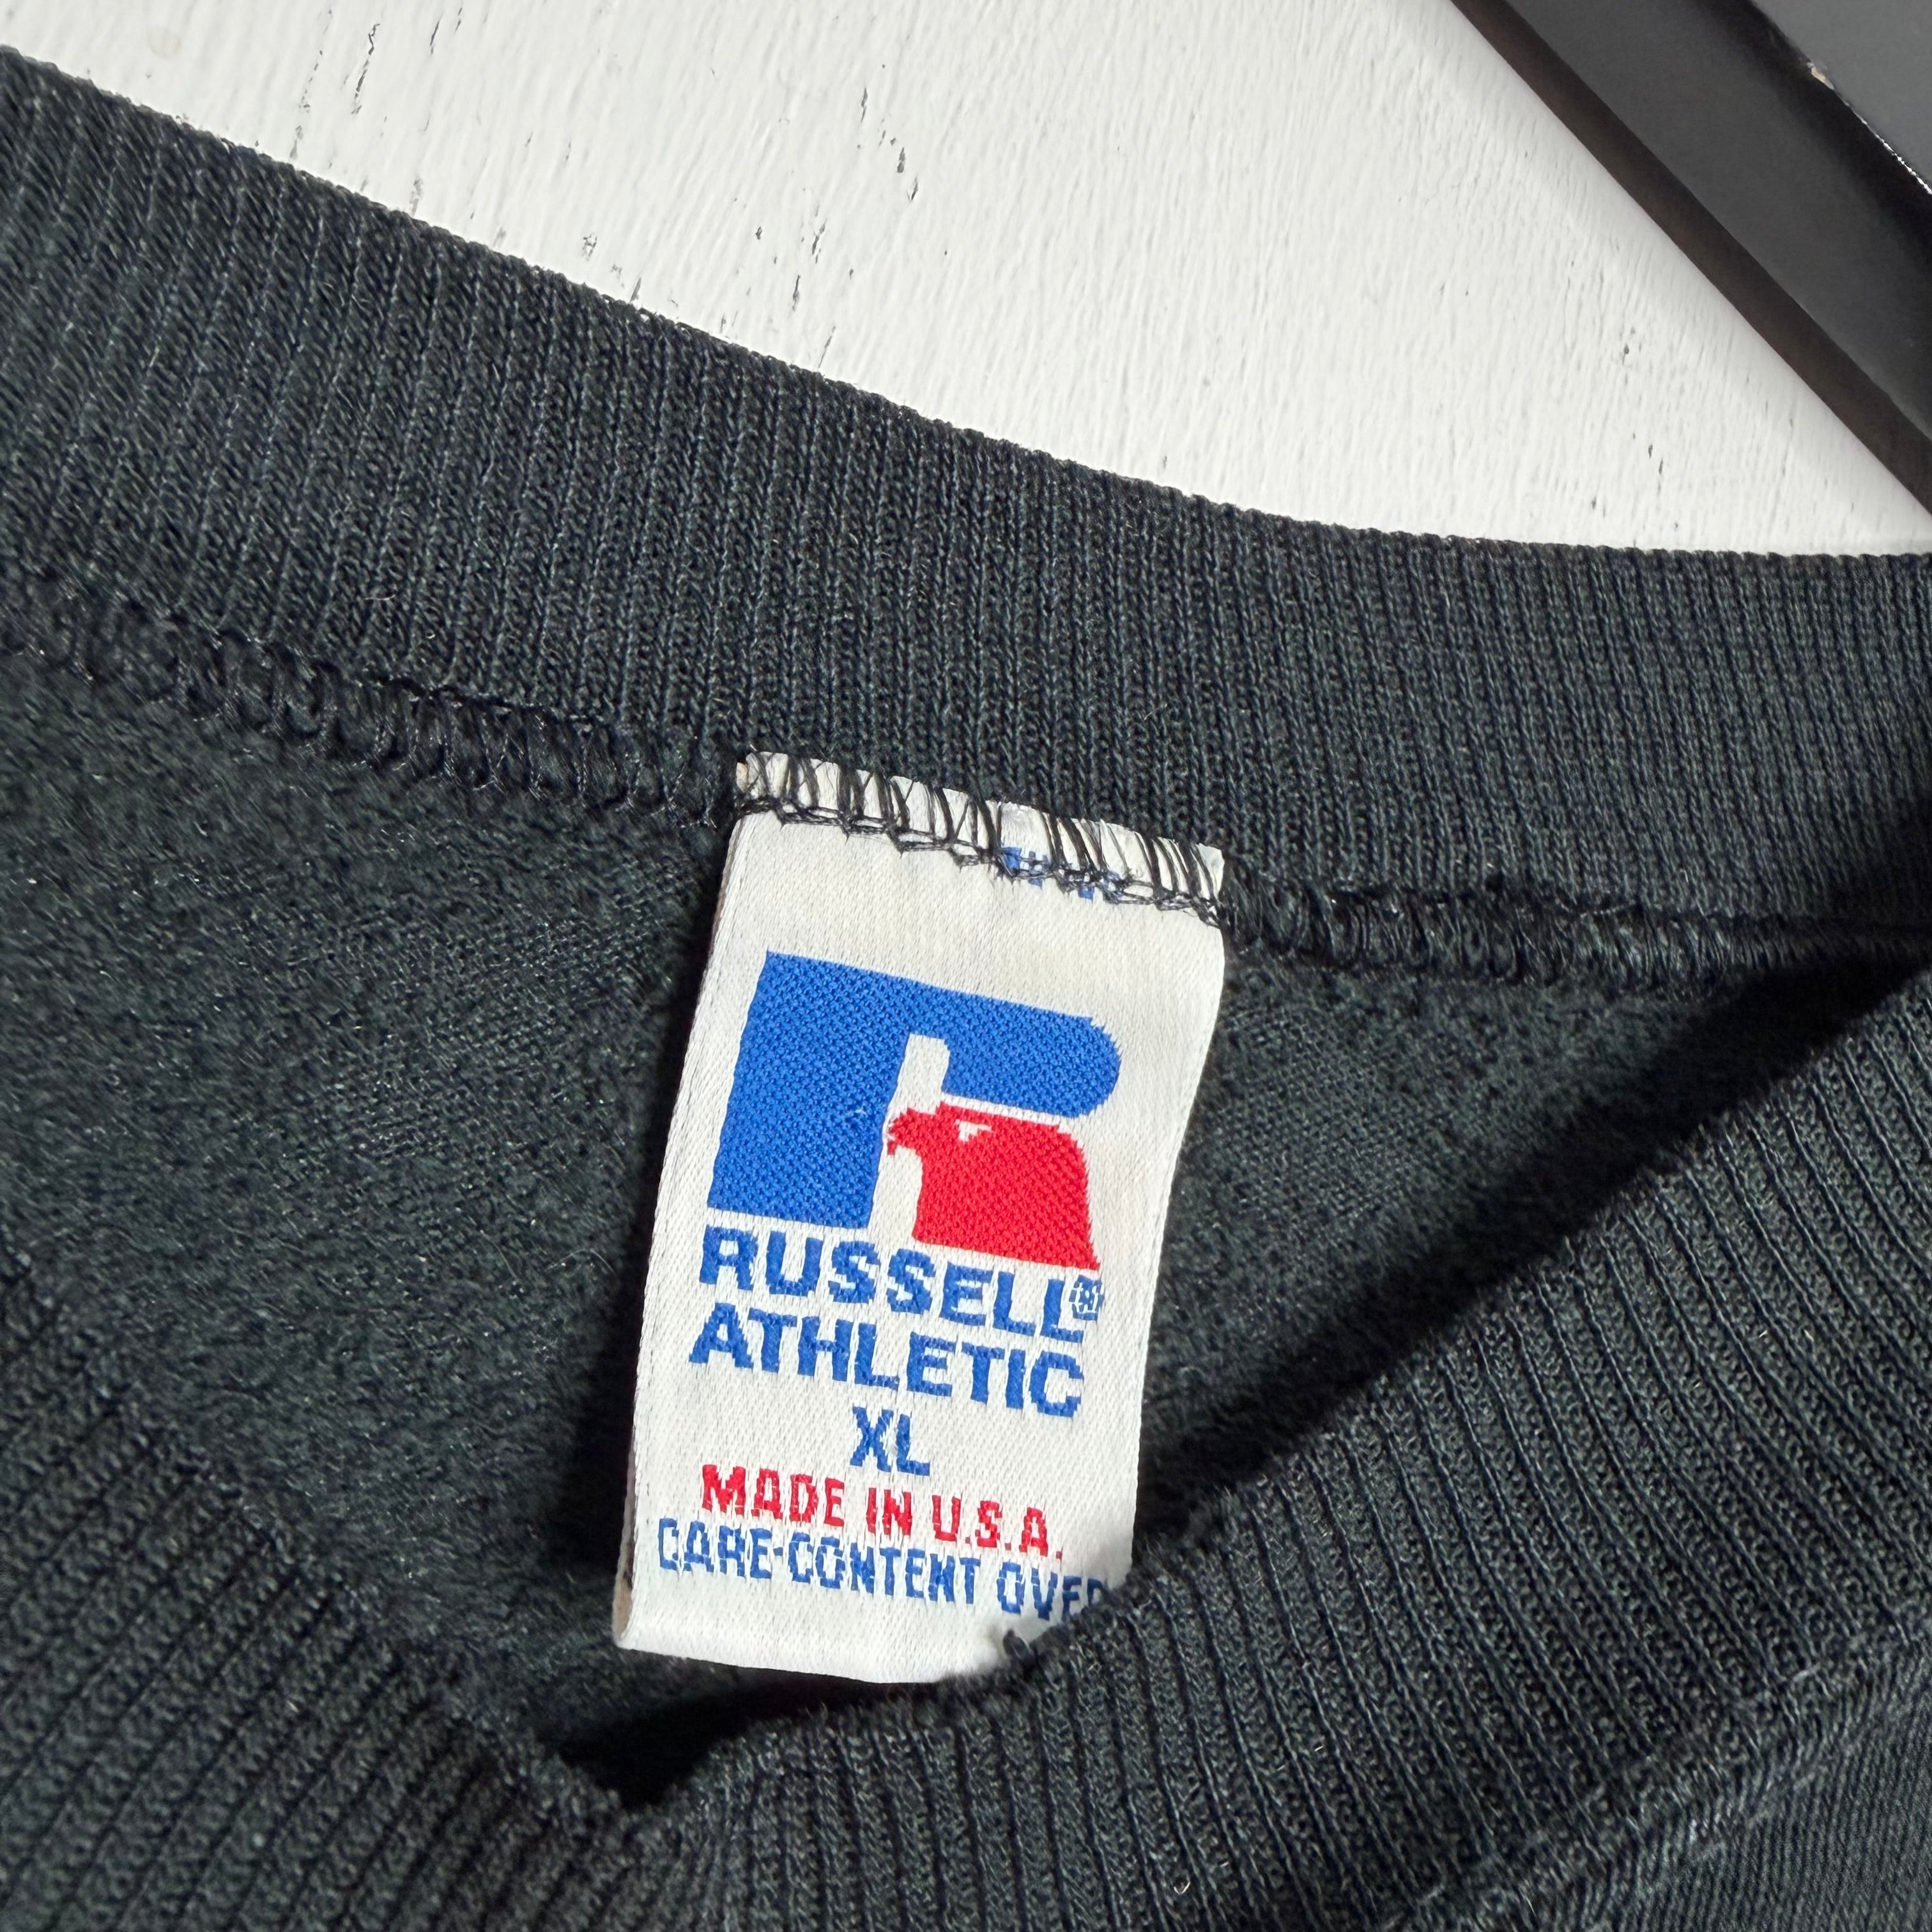 RUSSELL®
ATHLETIC
XL
MADE IN U.S.A.
CARE-CONTENT OVER